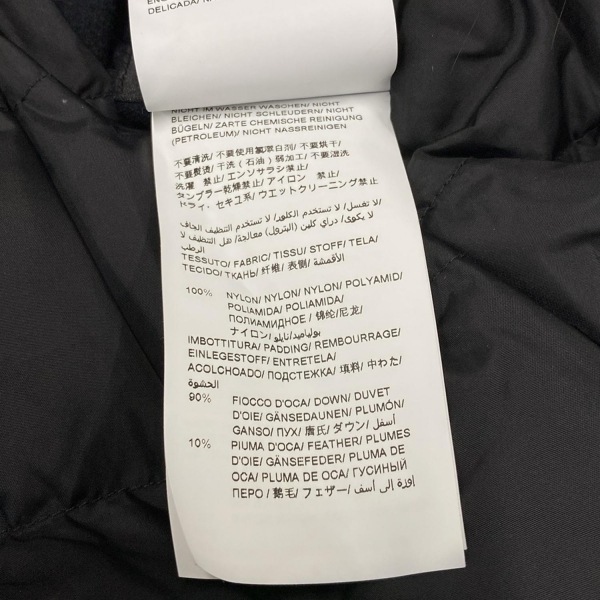 DELICADA/ N
NICHT IM WASSER WASCHEN/ NICHT
BLEICHEN/ NICHT SCHLEUDERN/ NICHT
BÜGELN/ ZARTE CHEMISCHE REINIGUNG
(PETROLEUM)/ NICHT NASSREINIGEN
不要清洗/ 不要使用氯漂白剂/ 不要烘干/
不要熨烫/ 干洗 (石油) 弱加工/ 不要湿洗
洗濯 禁止/ エンソサラシ禁止/
タンブラー乾燥禁止/ アイロン 禁止/
ドライ・セキユ系/ ウエットクリーニング禁止/
لا تغسل/ لا تستخدم الكلور/ لا تستخدم التنظيف الجاف
لا يكوى/ دراي كلين (البترول) معالجة/ هل التنظيف لا
الرطب
TESSUTO/ FABRIC/ TISSU/ STOFF/ TELA/
TECIDO/ ТКАНЬ/ 纤维/ 表側/ الأقمشة/
100% NYLON/ NYLON/ NYLON/ POLYAMID/
POLIAMIDA/ POLIAMIDA/
ПОЛИАМИДНОЕ / 锦纶/尼龙/
ナイロン/ بولياميد/نايلو
IMBOTTITURA/ PADDING/ REMBOURRAGE/
EINLEGESTOFF/ ENTRETELA/
ACOLCHOADO/ ПОДСТЕЖКА/ 填料/ 中わた/
الحشوة
90% FIOCCO D'OCA/ DOWN/ DUVET
D'OIE/ GÄNSEDAUNEN/ PLUMÓN/
GANSO/ ПУХ/ 唐氏/ ダウン/ أسفل/
10% PIUMA D'OCA/ FEATHER/ PLUMES
D'OIE/ GÄNSEFEDER/ PLUMA DE
OCA/ PLUMA DE OCA/ ГУСИНЫЙ
ПЕРО / 鹅毛/ フェザー/ إوزة إلى أسف/